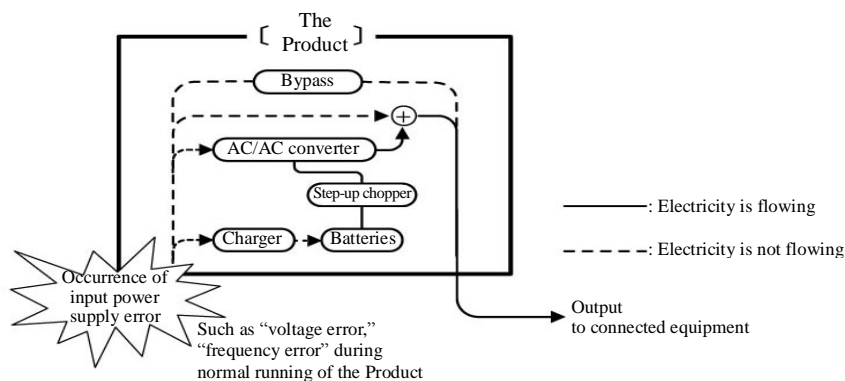 The
Product
Bypass
AC/AC converter
Step-up chopper
Charger
Batteries
Occurrence of
input power
supply error
Such as “voltage error,”
“frequency error” during
normal running of the Product
: Electricity is flowing
: Electricity is not flowing
Output
to connected equipment